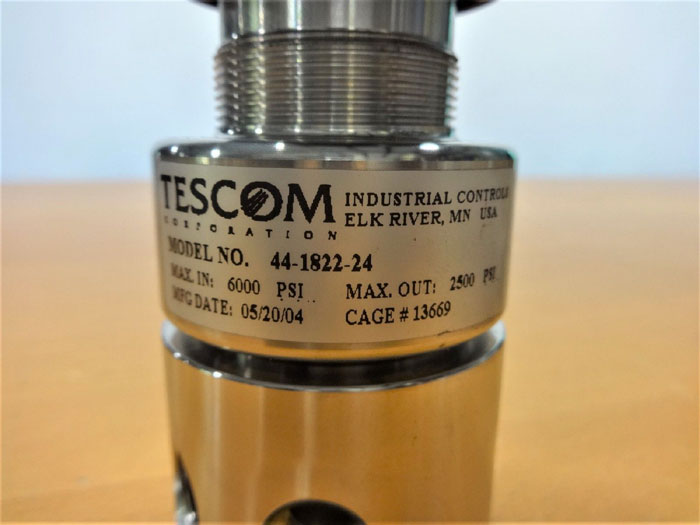 TESCOM
CORPORATION
INDUSTRIAL CONTROLS
ELK RIVER, MN USA
MODEL NO. 44-1822-24
MAX. IN: 6000 PSI MAX. OUT: 2500 PSI
MFG DATE: 05/20/04 CAGE # 13669